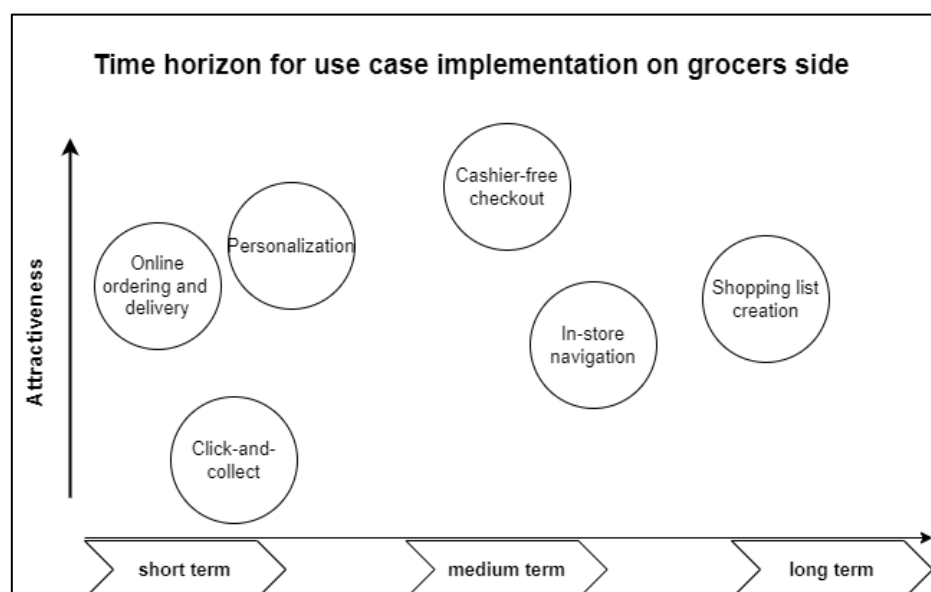 Time horizon for use case implementation on grocers side
Attractiveness
Cashier-free
checkout
Personalization
Online
ordering and
delivery
Shopping list
creation
In-store
navigation
Click-and-
collect
short term
medium term
long term